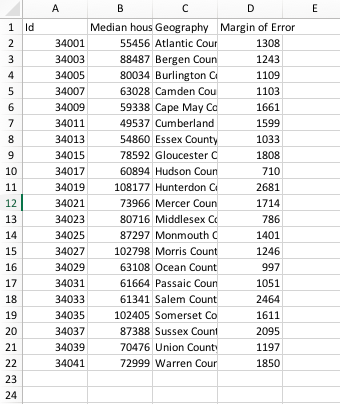 A B C D E
1 Id Median hous Geography Margin of Error
2 34001 55456 Atlantic Coun 1308
3 34003 88487 Bergen Coun 1243
4 34005 80034 Burlington Co 1109
5 34007 63028 Camden Cou 1103
6 34009 59338 Cape May Co 1661
7 34011 49537 Cumberland 1599
8 34013 54860 Essex County 1033
9 34015 78592 Gloucester C 1808
10 34017 60894 Hudson Coun 710
11 34019 108177 Hunterdon Co 2681
12 34021 73966 Mercer Coun 1714
13 34023 80716 Middlesex Co 786
14 34025 87297 Monmouth C 1401
15 34027 102798 Morris Count 1246
16 34029 63108 Ocean Count 997
17 34031 61664 Passaic Coun 1051
18 34033 61341 Salem Count 2464
19 34035 102405 Somerset Co 1611
20 34037 87388 Sussex Count 2095
21 34039 70476 Union County 1197
22 34041 72999 Warren Coun 1850
23
24